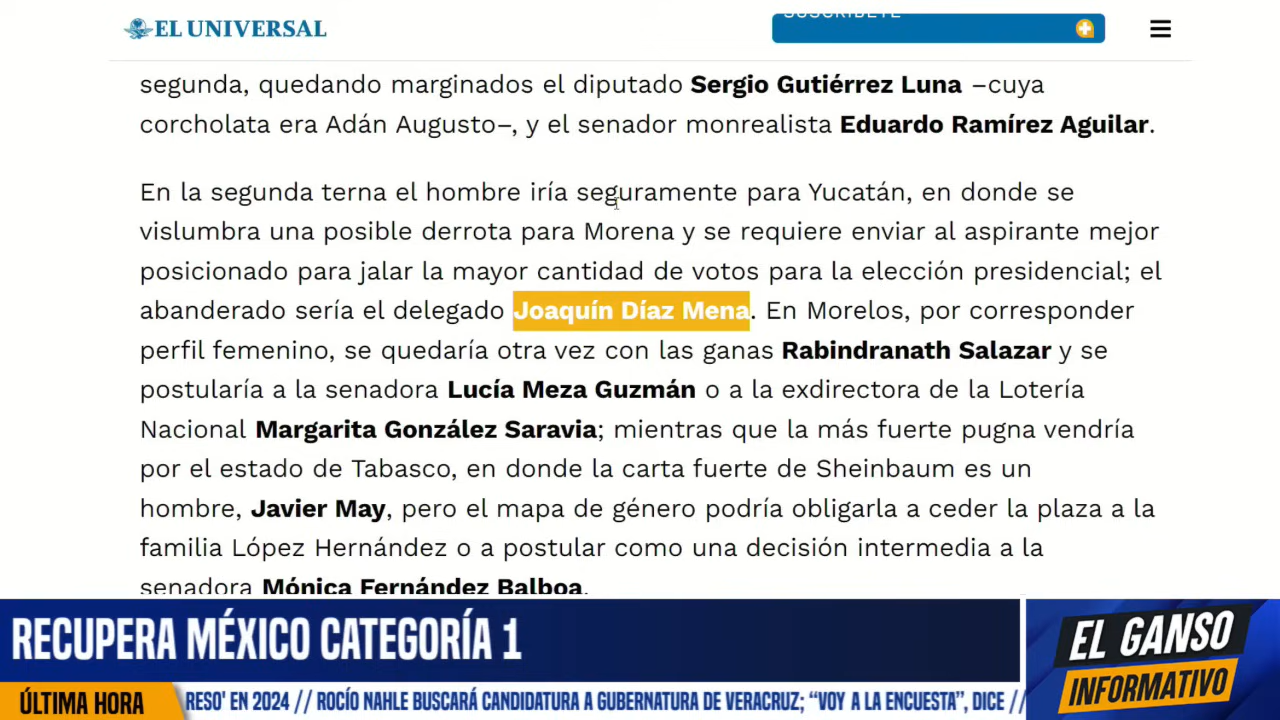 EL UNIVERSAL
SUSCRÍBETE
segunda, quedando marginados el diputado Sergio Gutiérrez Luna –cuya
corcholata era Adán Augusto–, y el senador monrealista Eduardo Ramírez Aguilar.
En la segunda terna el hombre iría seguramente para Yucatán, en donde se
vislumbra una posible derrota para Morena y se requiere enviar al aspirante mejor
posicionado para jalar la mayor cantidad de votos para la elección presidencial; el
abanderado sería el delegado Joaquín Díaz Mena. En Morelos, por corresponder
perfil femenino, se quedaría otra vez con las ganas Rabindranath Salazar y se
postularía a la senadora Lucía Meza Guzmán o a la exdirectora de la Lotería
Nacional Margarita González Saravia; mientras que la más fuerte pugna vendría
por el estado de Tabasco, en donde la carta fuerte de Sheinbaum es un
hombre, Javier May, pero el mapa de género podría obligarla a ceder la plaza a la
familia López Hernández o a postular como una decisión intermedia a la
senadora Mónica Fernández Balboa.
RECUPERA MÉXICO CATEGORÍA 1
EL GANSO
INFORMATIVO
ÚLTIMA HORA
RESO' EN 2024 // ROCÍO NAHLE BUSCARÁ CANDIDATURA A GUBERNATURA DE VERACRUZ; “VOY A LA ENCUESTA”, DICE //